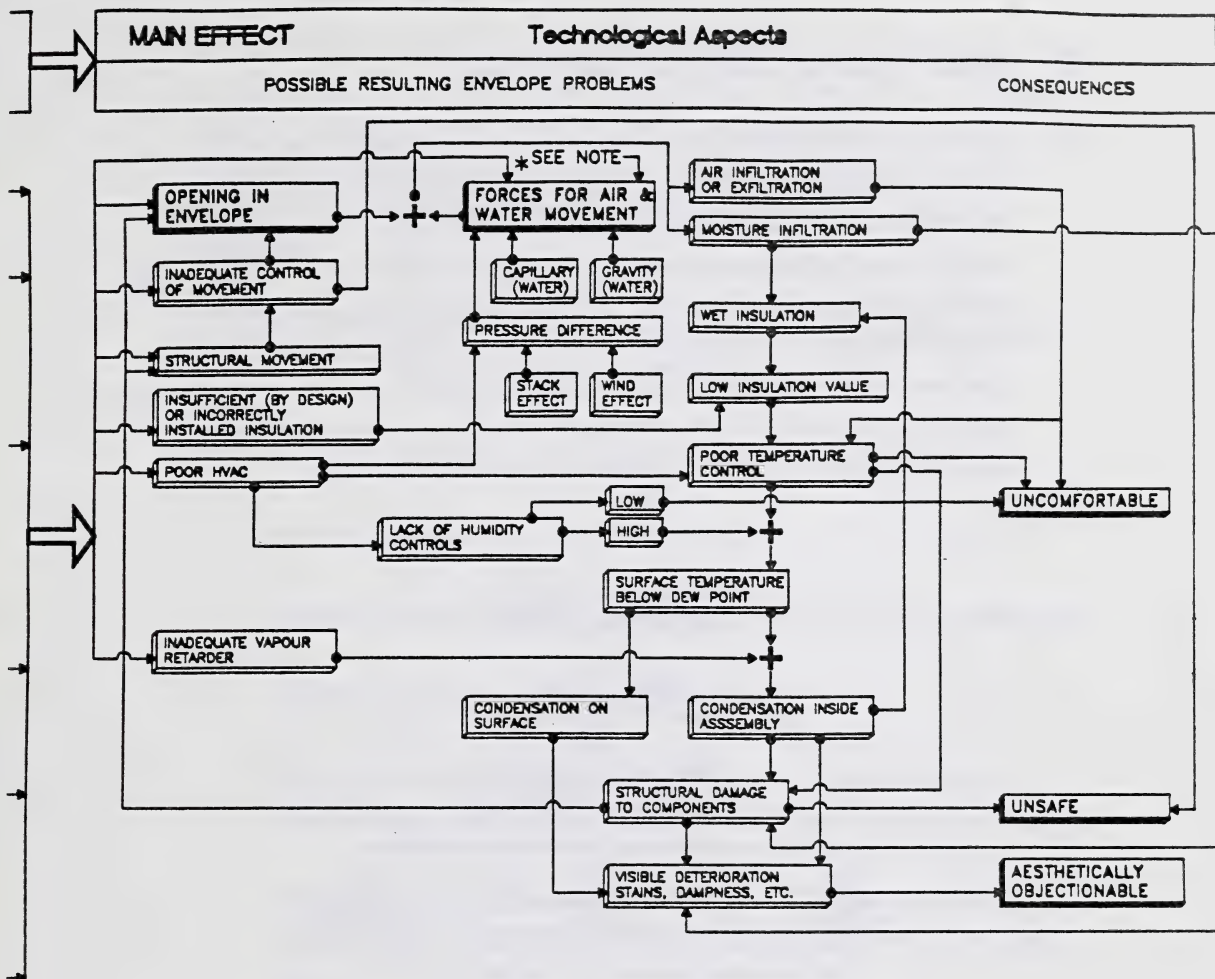 MAIN EFFECT
Technological Aspects
POSSIBLE RESULTING ENVELOPE PROBLEMS
CONSEQUENCES
* SEE NOTE
OPENING IN
ENVELOPE
FORCES FOR AIR &
WATER MOVEMENT
AIR INFILTRATION
OR EXFILTRATION
MOISTURE INFILTRATION
INADEQUATE CONTROL
OF MOVEMENT
CAPILLARY
(WATER)
GRAVITY
(WATER)
WET INSULATION
PRESSURE DIFFERENCE
STRUCTURAL MOVEMENT
STACK
EFFECT
WIND
EFFECT
LOW INSULATION VALUE
INSUFFICIENT (BY DESIGN)
OR INCORRECTLY
INSTALLED INSULATION
POOR HVAC
POOR TEMPERATURE
CONTROL
LOW
UNCOMFORTABLE
LACK OF HUMIDITY
CONTROLS
HIGH
SURFACE TEMPERATURE
BELOW DEW POINT
INADEQUATE VAPOUR
RETARDER
CONDENSATION ON
SURFACE
CONDENSATION INSIDE
ASSSEMBLY
STRUCTURAL DAMAGE
TO COMPONENTS
UNSAFE
VISIBLE DETERIORATION
STAINS, DAMPNESS, ETC.
AESTHETICALLY
OBJECTIONABLE